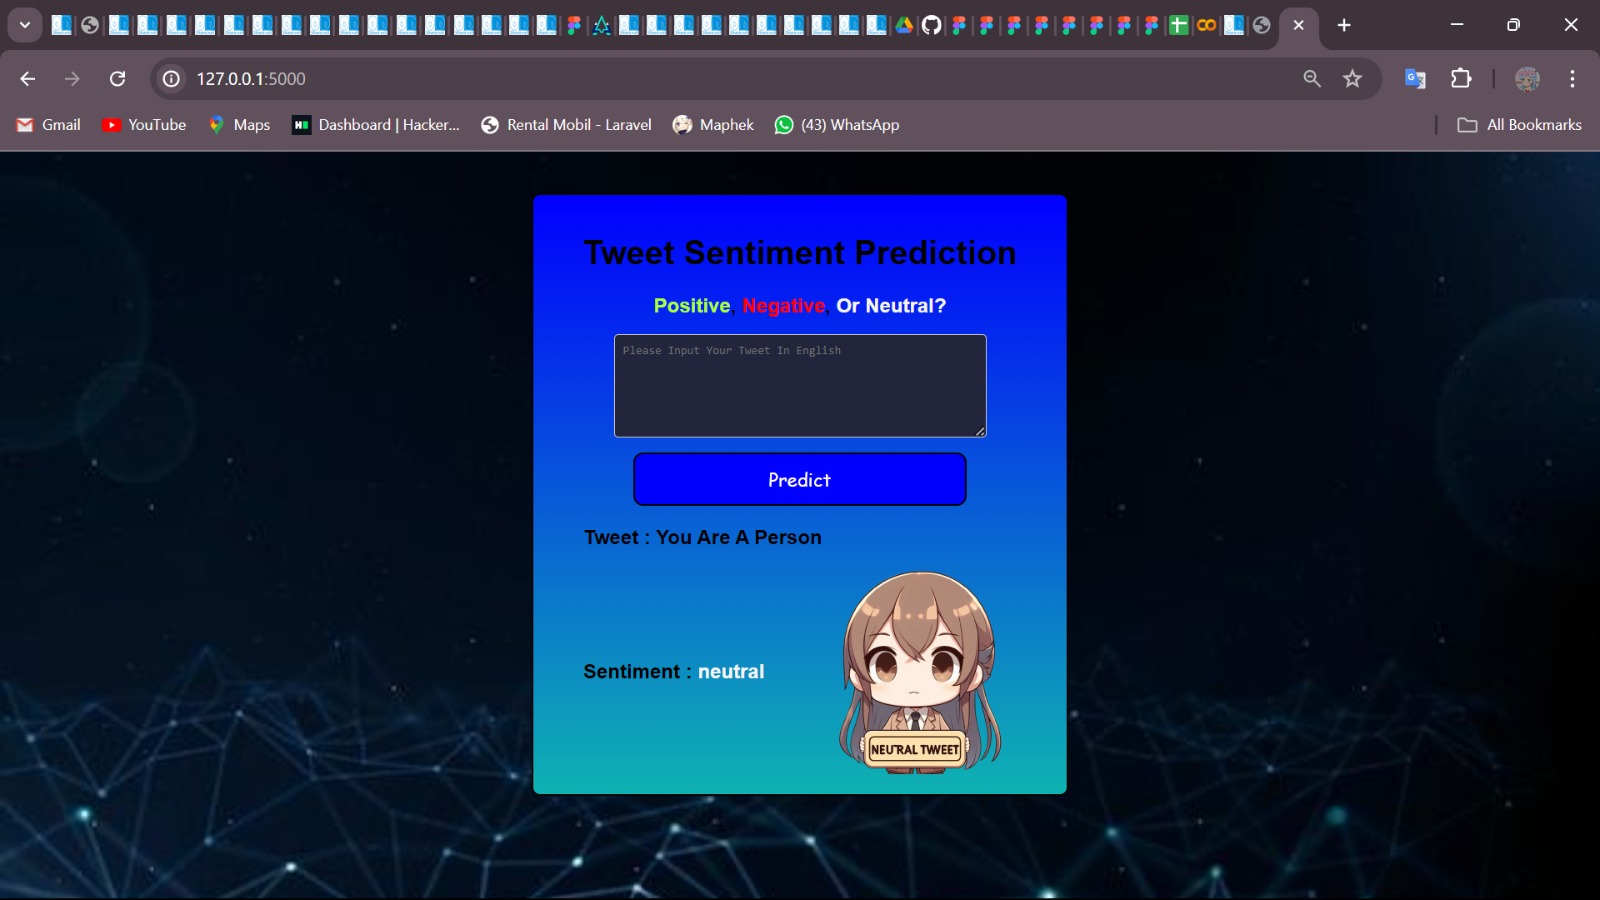 127.0.0.1:5000
Gmail
YouTube
Maps
Dashboard | Hacker...
Rental Mobil - Laravel
Maphek
(43) WhatsApp
All Bookmarks
Tweet Sentiment Prediction
Positive, Negative, Or Neutral?
Please Input Your Tweet In English
Predict
Tweet : You Are A Person
Sentiment : neutral
NEUTRAL TWEET